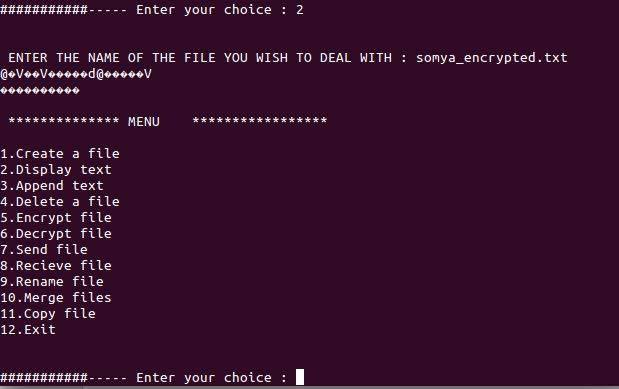 ###########----- Enter your choice : 2
ENTER THE NAME OF THE FILE YOU WISH TO DEAL WITH : somya_encrypted.txt
@�V��V�����d@�����V
����������
************** MENU    *****************
1.Create a file
2.Display text
3.Append text
4.Delete a file
5.Encrypt file
6.Decrypt file
7.Send file
8.Recieve file
9.Rename file
10.Merge files
11.Copy file
12.Exit
###########----- Enter your choice :